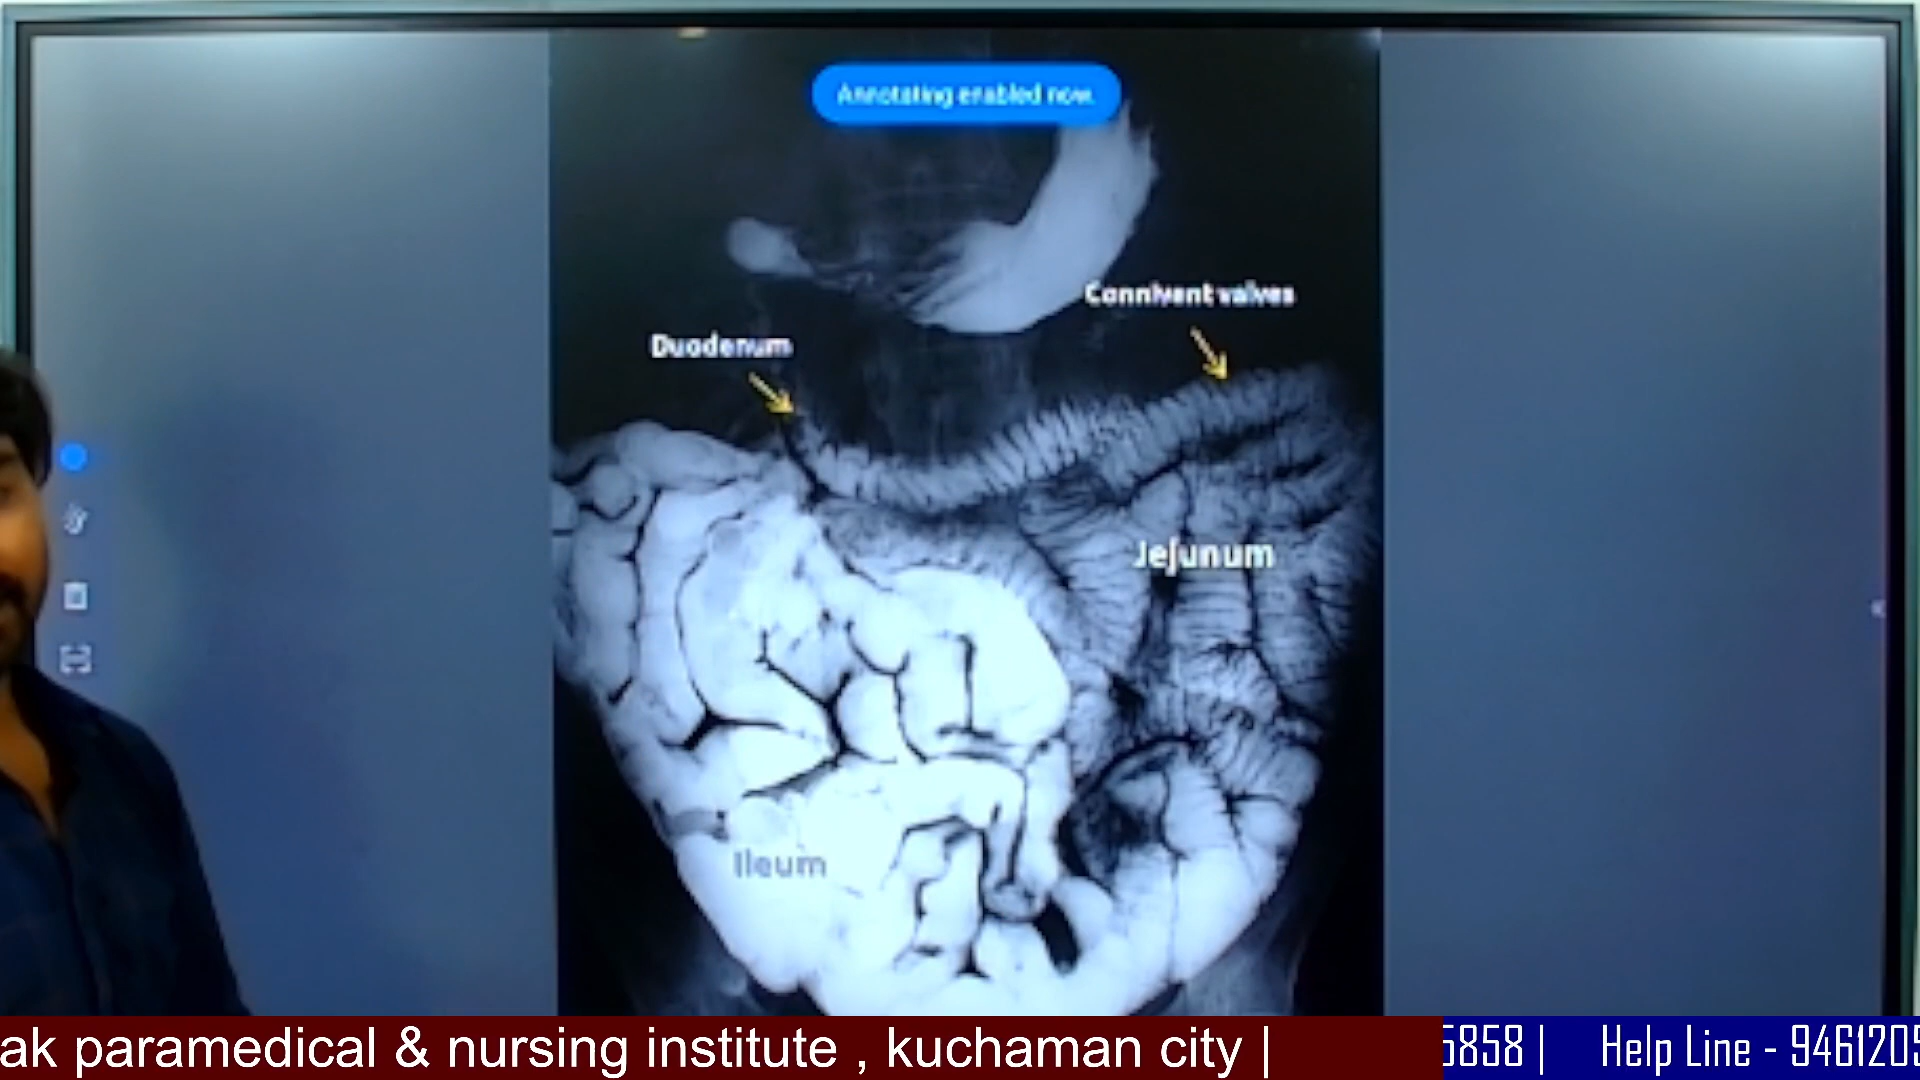 Annotating enabled now.
Connivent valves
Duodenum
Jejunum
Ileum
ak paramedical & nursing institute , kuchaman city |
5858 | Help Line - 9461205